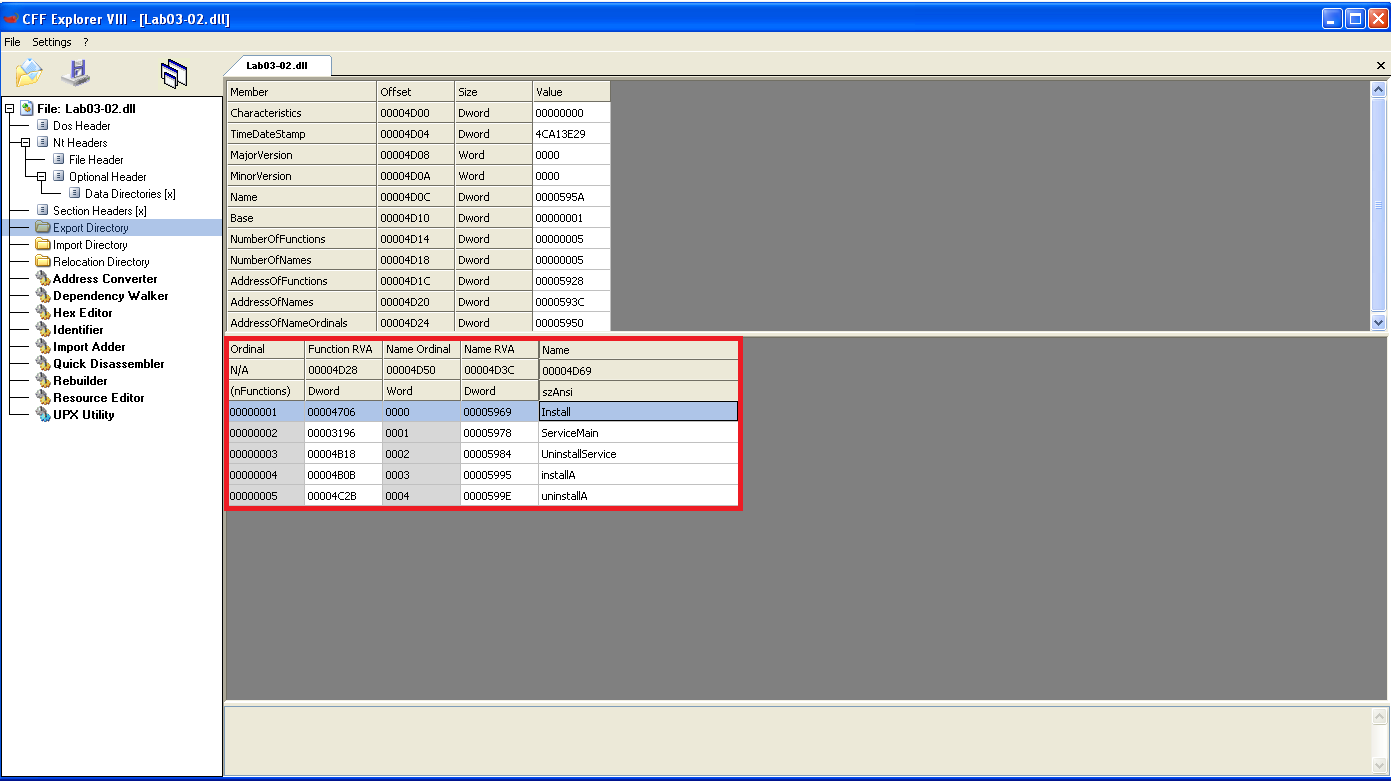 CFF Explorer VIII - [Lab03-02.dll]
File Settings ?
Lab03-02.dll
File: Lab03-02.dll
Dos Header
Nt Headers
File Header
Optional Header
Data Directories [x]
Section Headers [x]
Export Directory
Import Directory
Relocation Directory
Address Converter
Dependency Walker
Hex Editor
Identifier
Import Adder
Quick Disassembler
Rebuilder
Resource Editor
UPX Utility
Member Offset Size Value
Characteristics 00004D00 Dword 00000000
TimeDateStamp 00004D04 Dword 4CA13E29
MajorVersion 00004D08 Word 0000
MinorVersion 00004D0A Word 0000
Name 00004D0C Dword 0000595A
Base 00004D10 Dword 00000001
NumberOfFunctions 00004D14 Dword 00000005
NumberOfNames 00004D18 Dword 00000005
AddressOfFunctions 00004D1C Dword 00005928
AddressOfNames 00004D20 Dword 0000593C
AddressOfNameOrdinals 00004D24 Dword 00005950
Ordinal Function RVA Name Ordinal Name RVA Name
N/A 00004D28 00004D50 00004D3C 00004D69
(nFunctions) Dword Word Dword szAnsi
00000001 00004706 0000 00005969 Install
00000002 00003196 0001 00005978 ServiceMain
00000003 00004B18 0002 00005984 UninstallService
00000004 00004B0B 0003 00005995 installA
00000005 00004C2B 0004 0000599E uninstallA